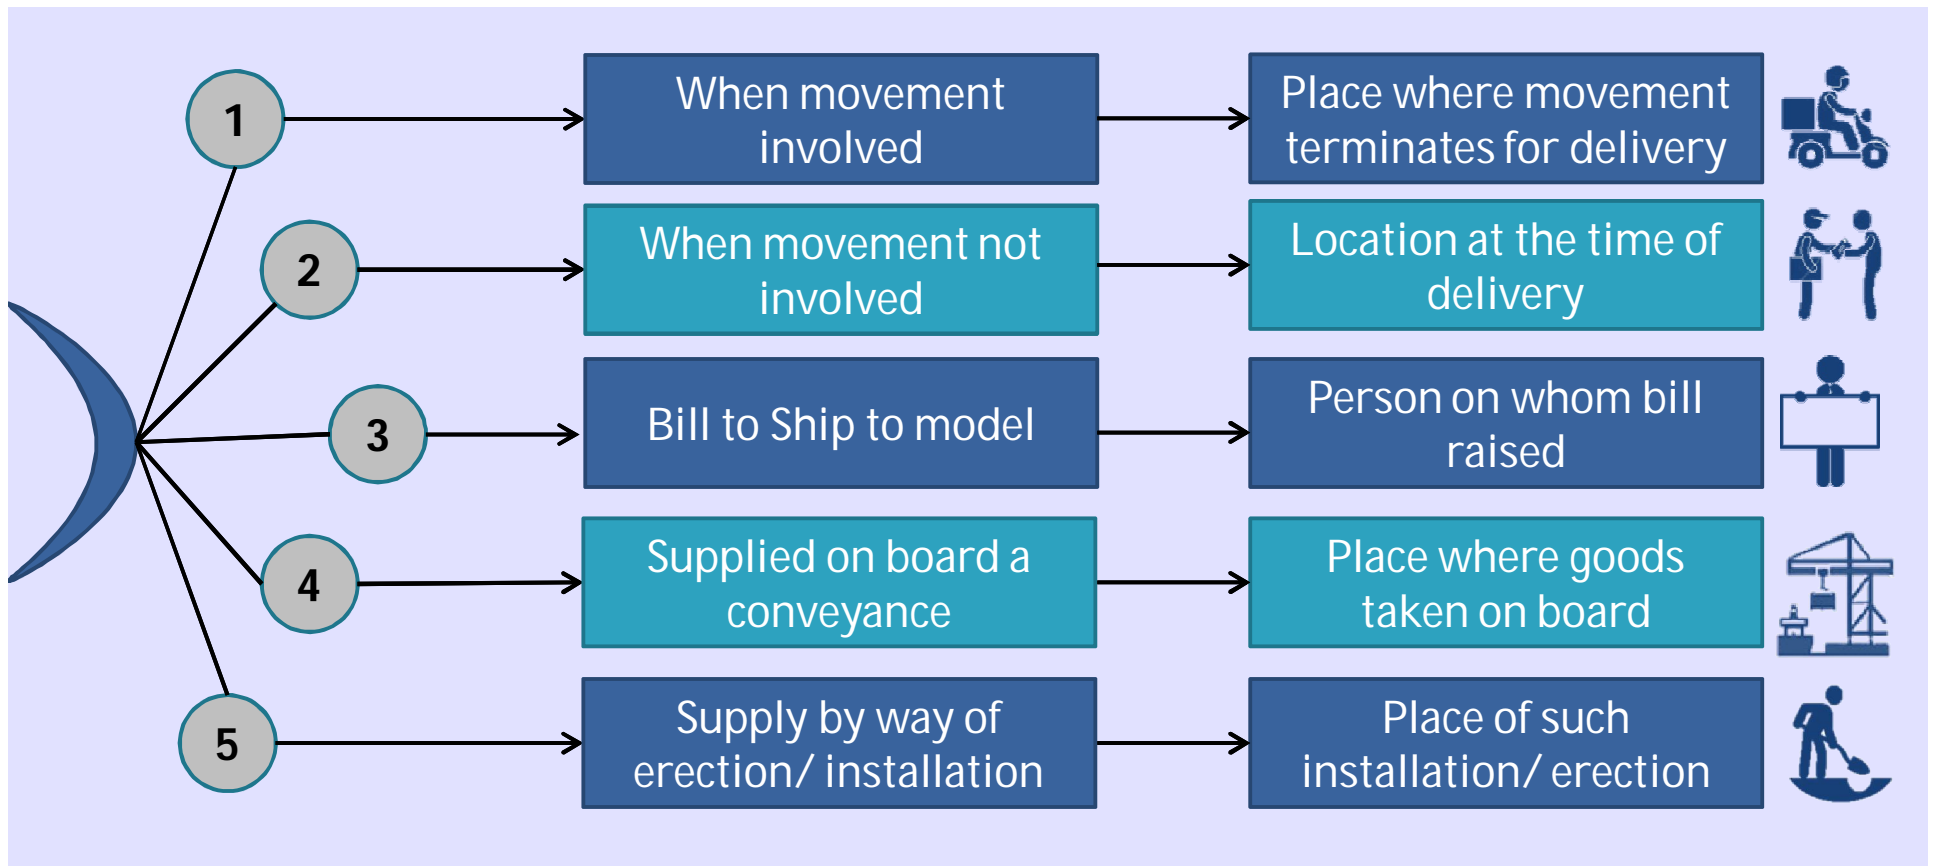 1
When movement
involved
Place where movement
terminates for delivery
2
When movement not
involved
Location at the time of
delivery
3
Bill to Ship to model
Person on whom bill
raised
4
Supplied on board a
conveyance
Place where goods
taken on board
5
Supply by way of
erection/ installation
Place of such
installation/ erection